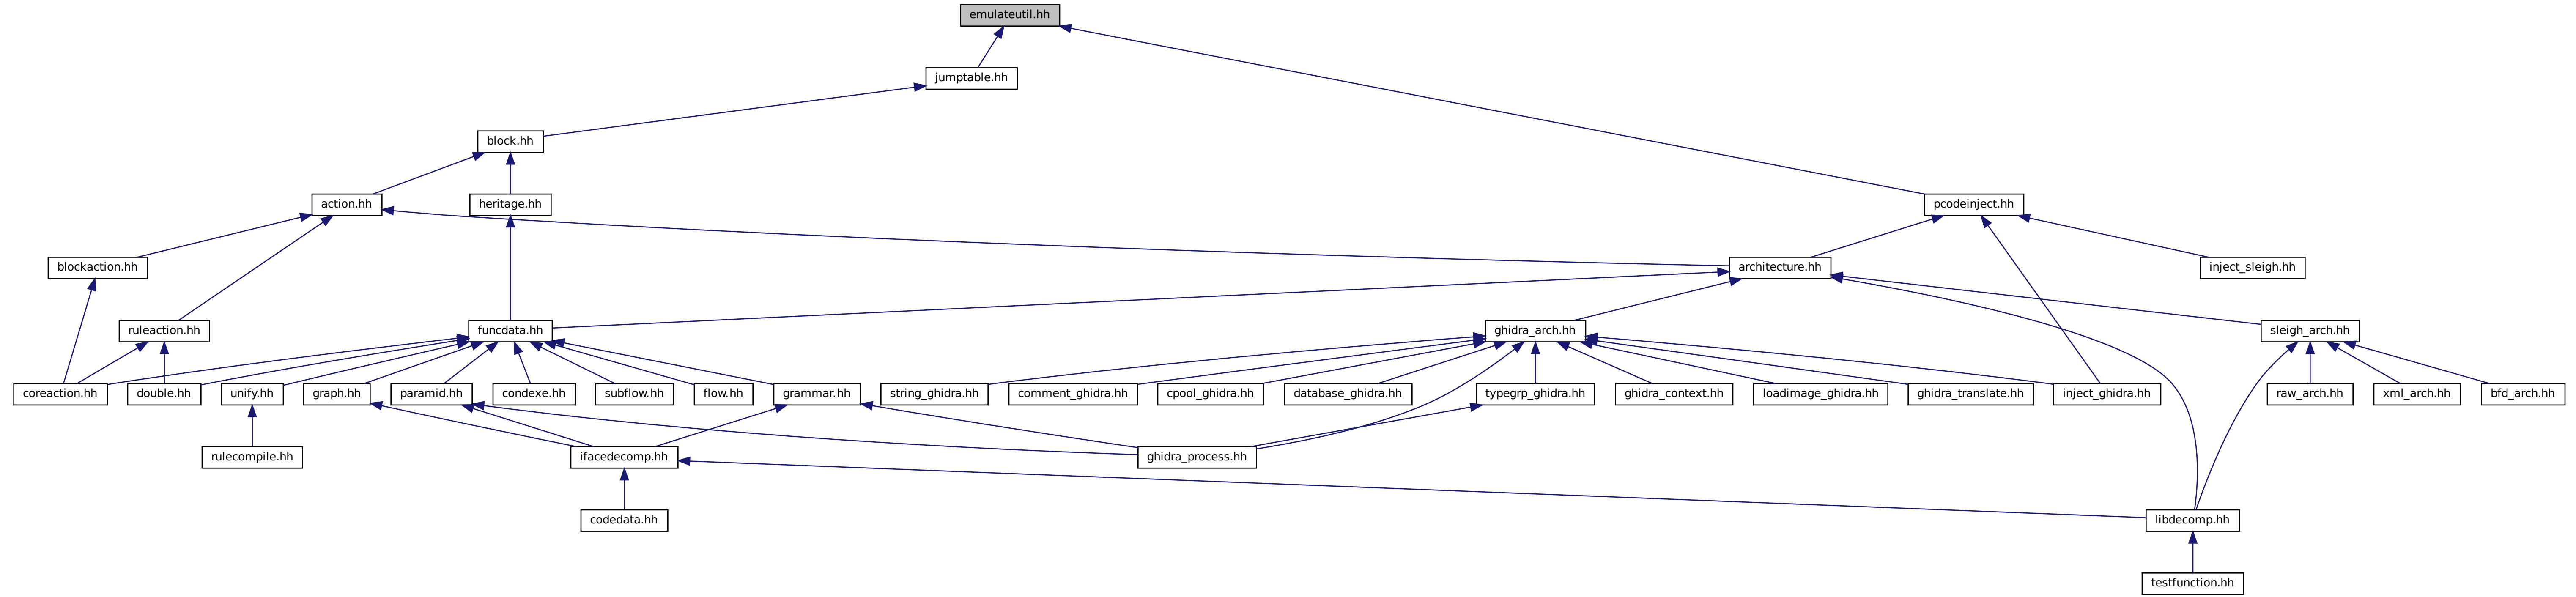 emulateutil.hh
jumptable.hh
block.hh
action.hh
heritage.hh
pcodeinject.hh
blockaction.hh
architecture.hh
inject_sleigh.hh
ruleaction.hh
funcdata.hh
ghidra_arch.hh
sleigh_arch.hh
coreaction.hh
double.hh
unify.hh
graph.hh
paramid.hh
condexe.hh
subflow.hh
flow.hh
grammar.hh
string_ghidra.hh
comment_ghidra.hh
cpool_ghidra.hh
database_ghidra.hh
typegrp_ghidra.hh
ghidra_context.hh
loadimage_ghidra.hh
ghidra_translate.hh
inject_ghidra.hh
raw_arch.hh
xml_arch.hh
bfd_arch.hh
rulecompile.hh
ifacedecomp.hh
ghidra_process.hh
codedata.hh
libdecomp.hh
testfunction.hh